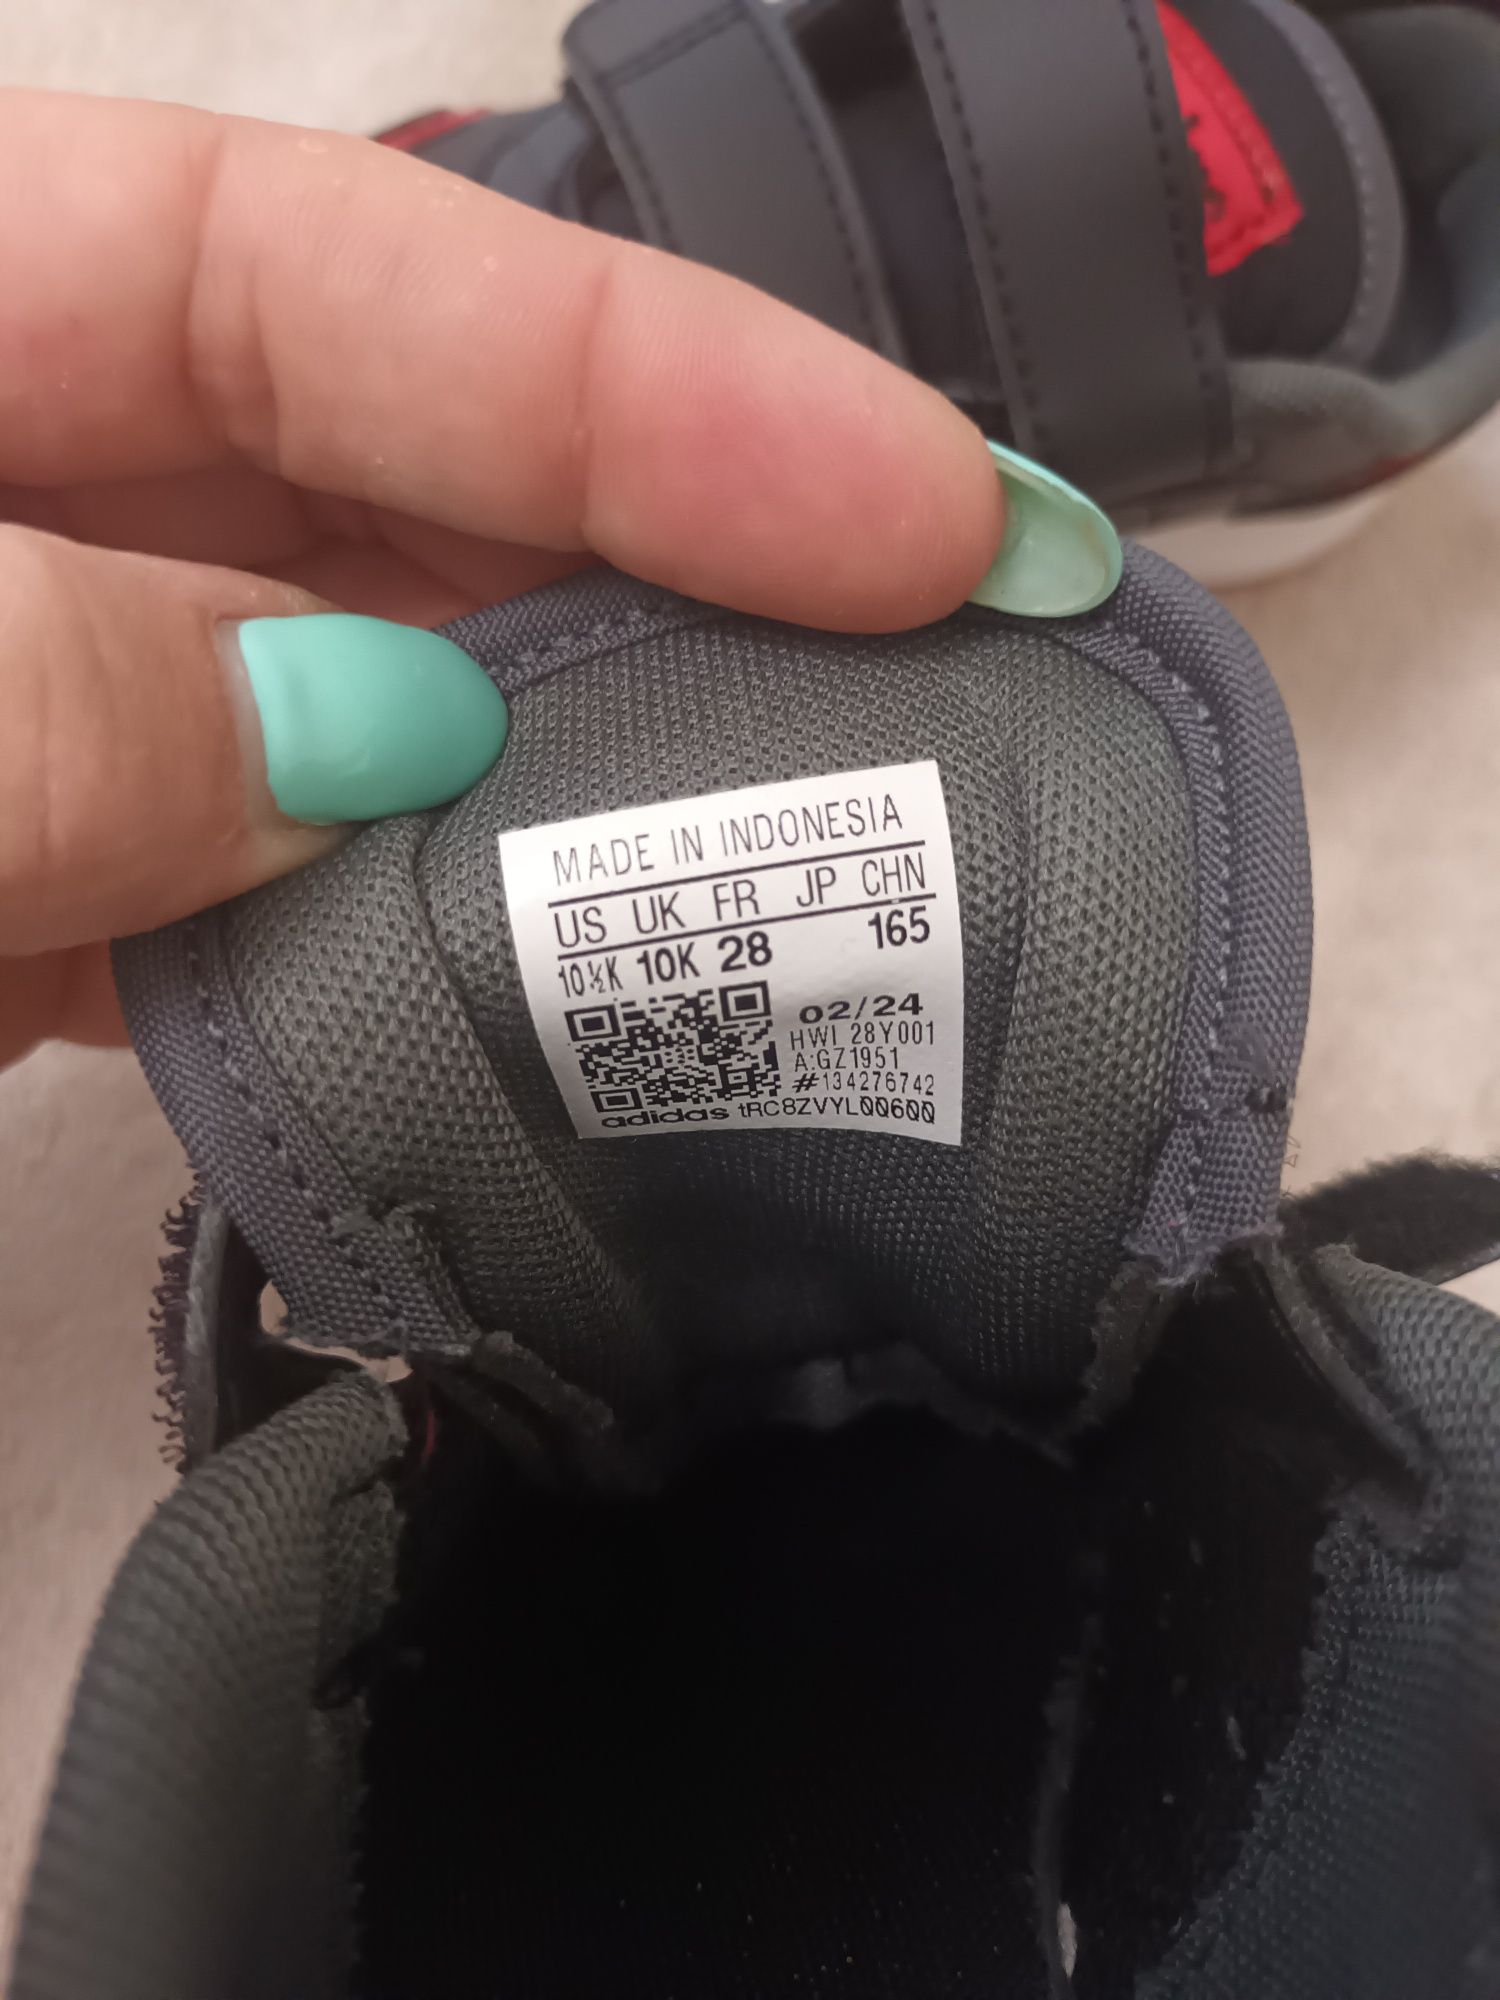 MADE IN INDONESIA
US UK FR JP CHN
10½K 10K 28 165
02/24
HWI 28Y001
A:GZ1951
#134276742
adidas tRC8ZVYL00600